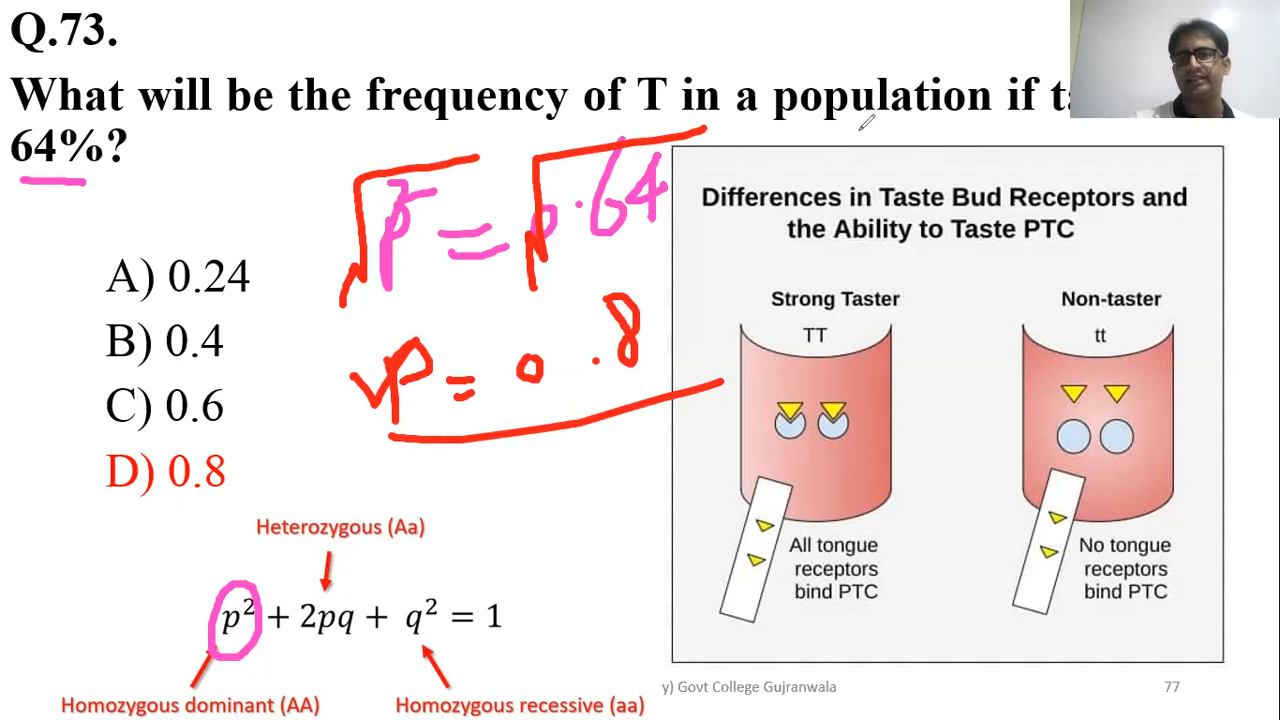 Q.73.
What will be the frequency of T in a population if
64%?
√p² = √0.64
p = 0.8
A) 0.24
B) 0.4
C) 0.6
D) 0.8
Heterozygous (Aa)
p² + 2pq + q² = 1
Homozygous dominant (AA)
Homozygous recessive (aa)
Differences in Taste Bud Receptors and
the Ability to Taste PTC
Strong Taster
TT
Non-taster
tt
All tongue
receptors
bind PTC
No tongue
receptors
bind PTC
y) Govt College Gujranwala
77